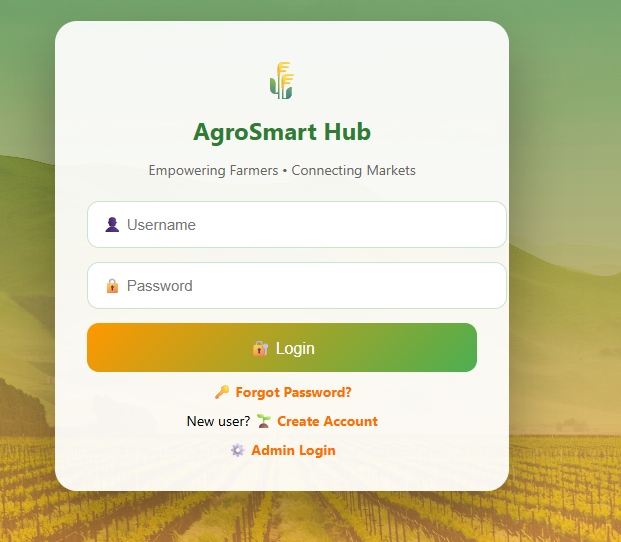 AgroSmart Hub
Empowering Farmers • Connecting Markets
👤 Username
🔒 Password
🔐 Login
🔑 Forgot Password?
New user? 🌱 Create Account
⚙️ Admin Login